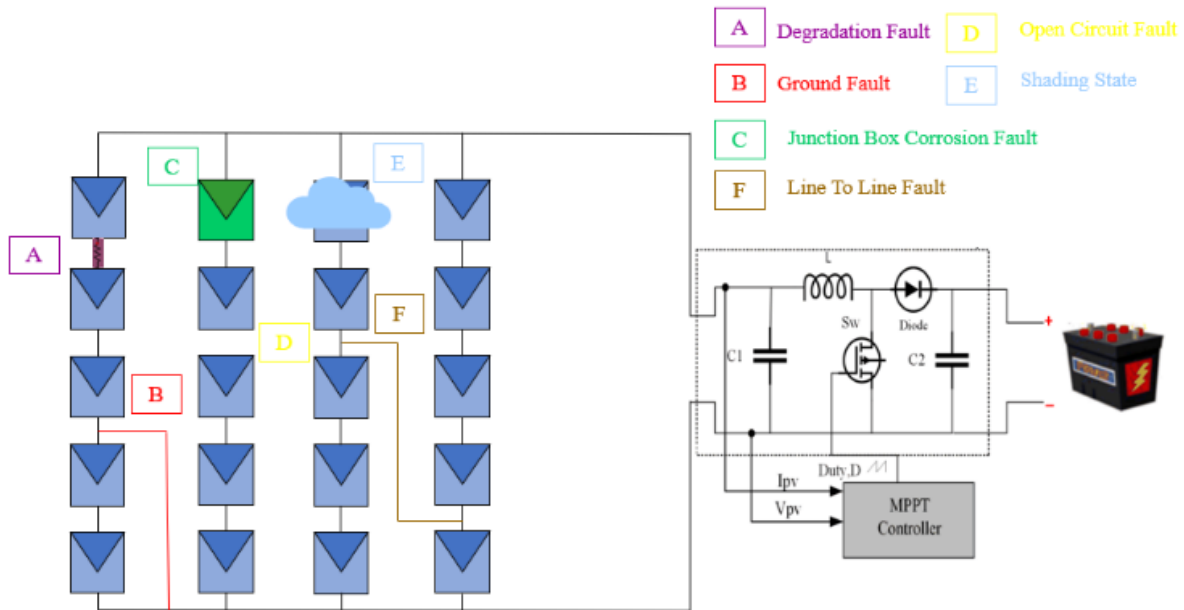 A Degradation Fault
D Open Circuit Fault
B Ground Fault
E Shading State
C Junction Box Corrosion Fault
F Line To Line Fault
C
E
A
F
D
B
L
Sw
Diode
C1
C2
+
−
Duty,D
Ipv
Vpv
MPPT
Controller